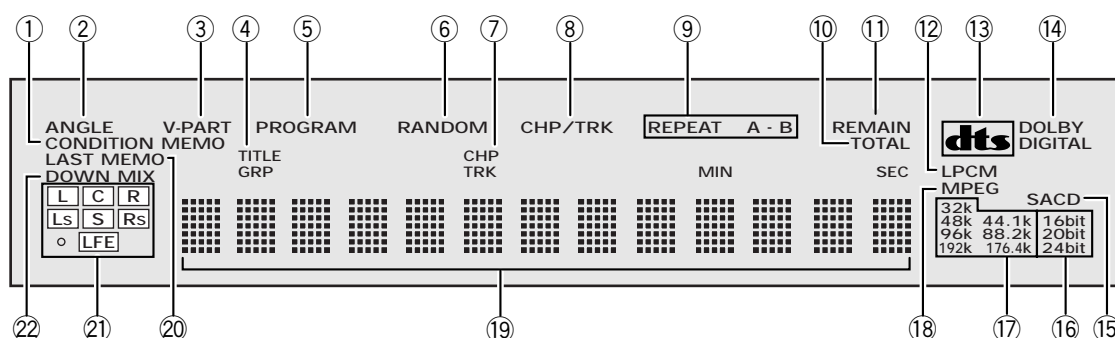 ① ② ③ ④ ⑤ ⑥ ⑦ ⑧ ⑨ ⑩ ⑪ ⑫ ⑬ ⑭
ANGLE V-PART PROGRAM RANDOM CHP/TRK REPEAT A - B REMAIN dts DOLBY
CONDITION MEMO TOTAL DIGITAL
LAST MEMO TITLE CHP
GRP TRK MIN SEC LPCM
DOWN MIX MPEG
L C R SACD
LS S RS 32k
48k 44.1k 16bit
LFE 96k 88.2k 20bit
192k 176.4k 24bit
㉒ ㉑ ⑳ ⑲ ⑱ ⑰ ⑯ ⑮